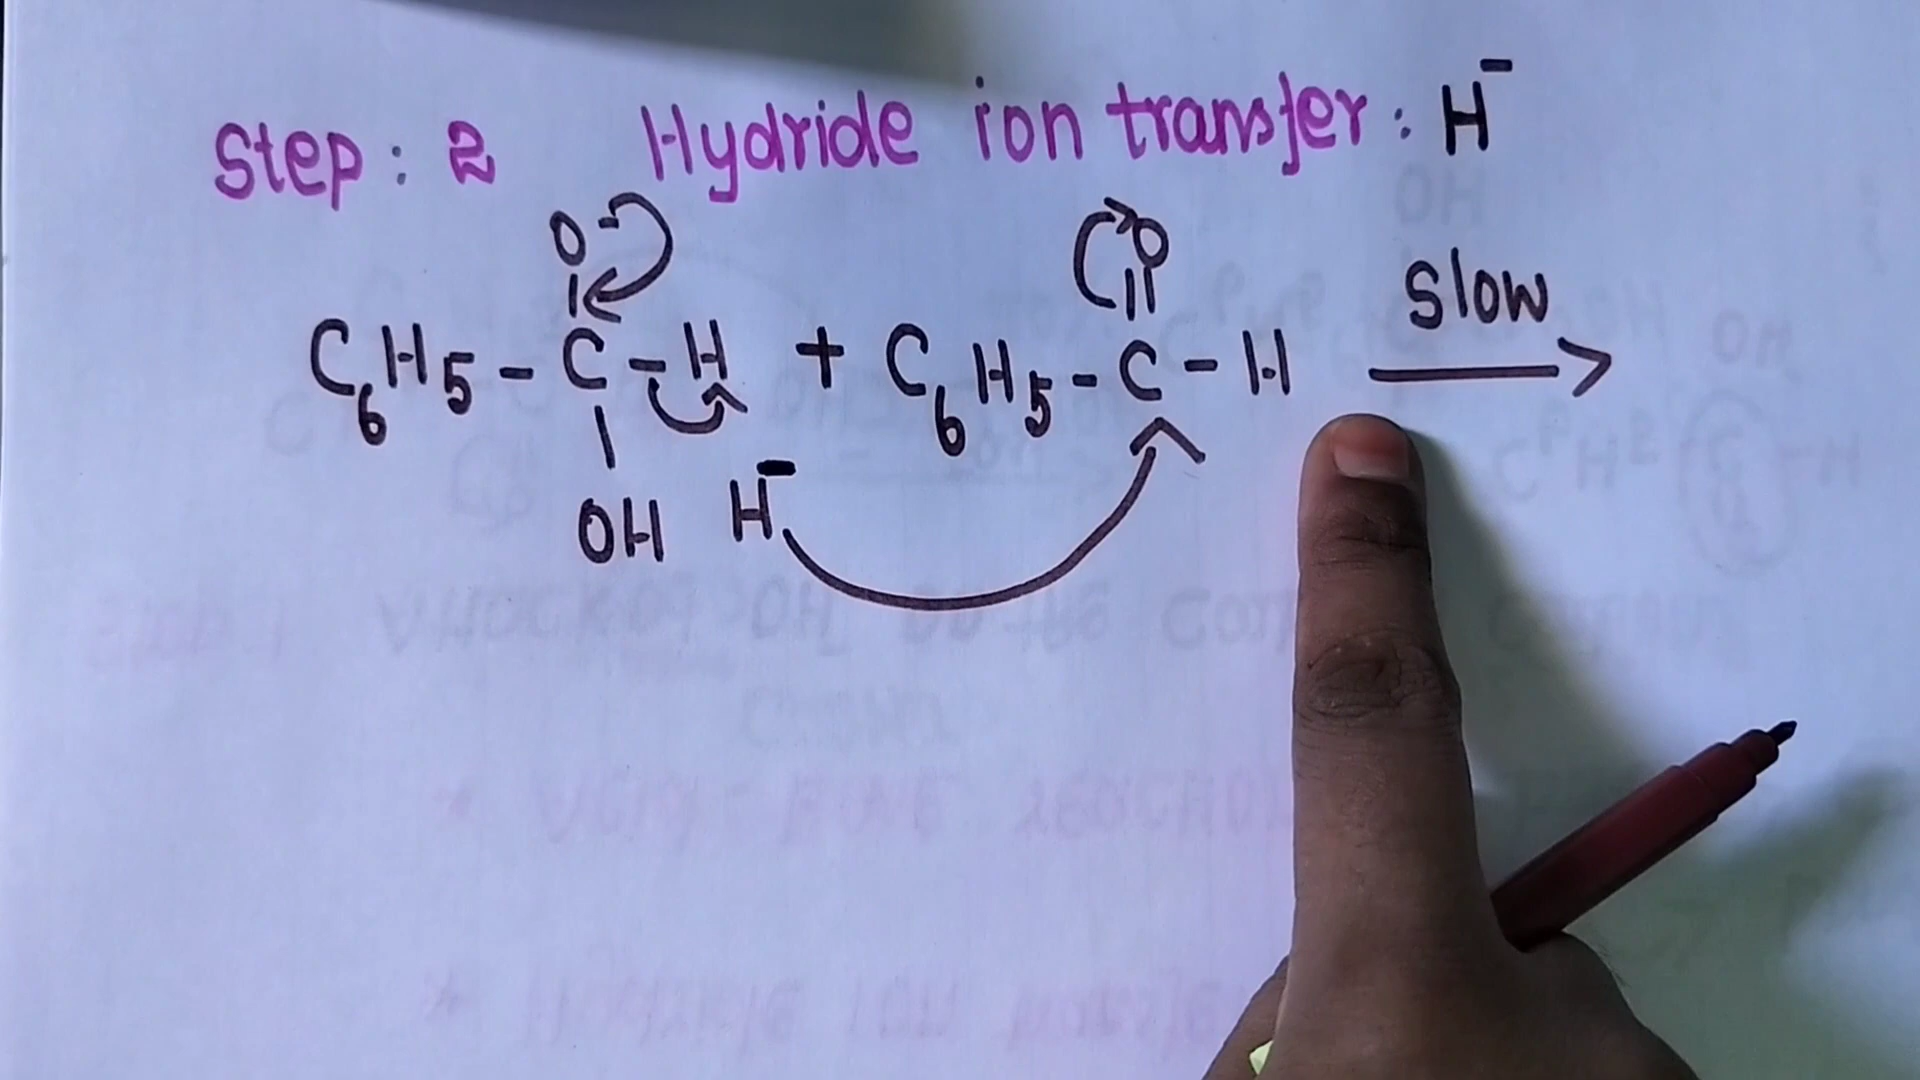 Step: 2 Hydride ion transfer: H⁻
O⁻ O
C₆H₅-C-H + C₆H₅-C-H Slow
OH H⁻